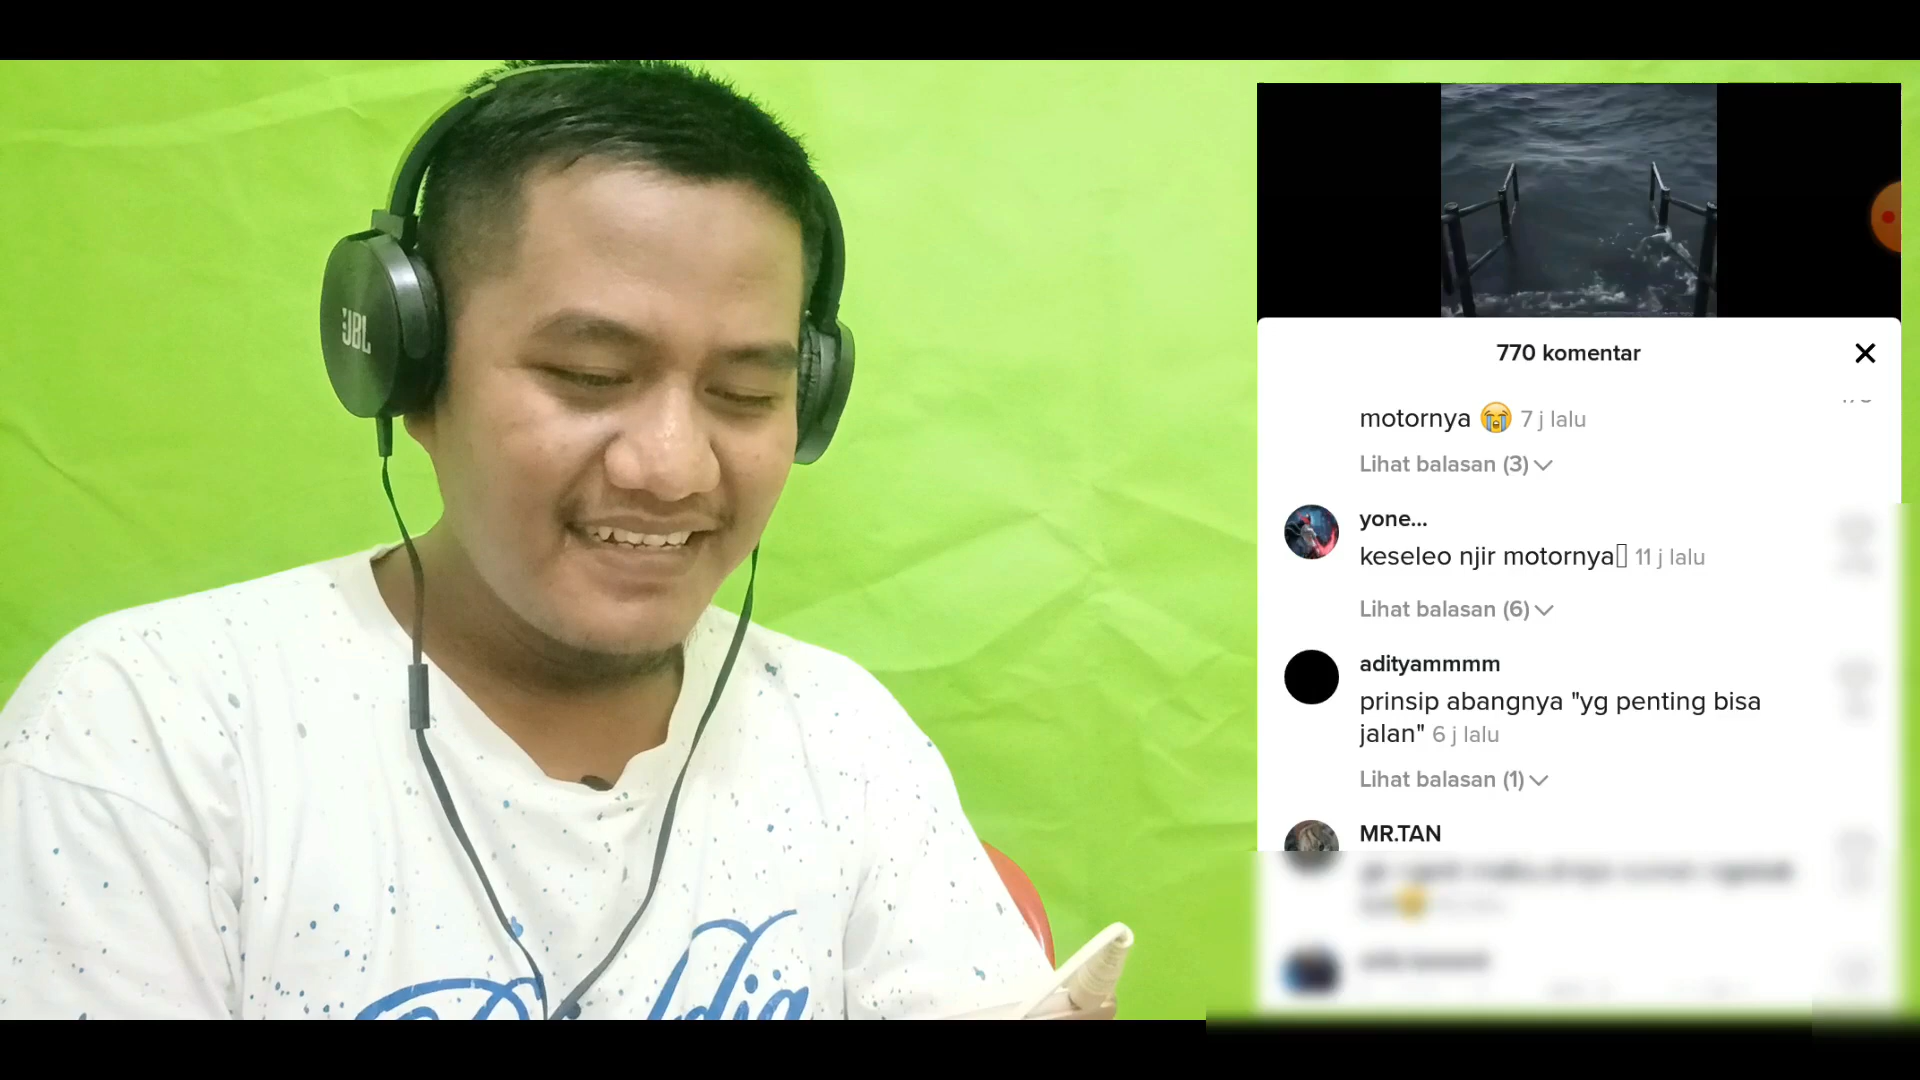 JBL
770 komentar
motornya 😭 7 j lalu
Lihat balasan (3)
yone...
keseleo njir motornya 11 j lalu
Lihat balasan (6)
adityammmm
prinsip abangnya "yg penting bisa
jalan" 6 j lalu
Lihat balasan (1)
MR.TAN